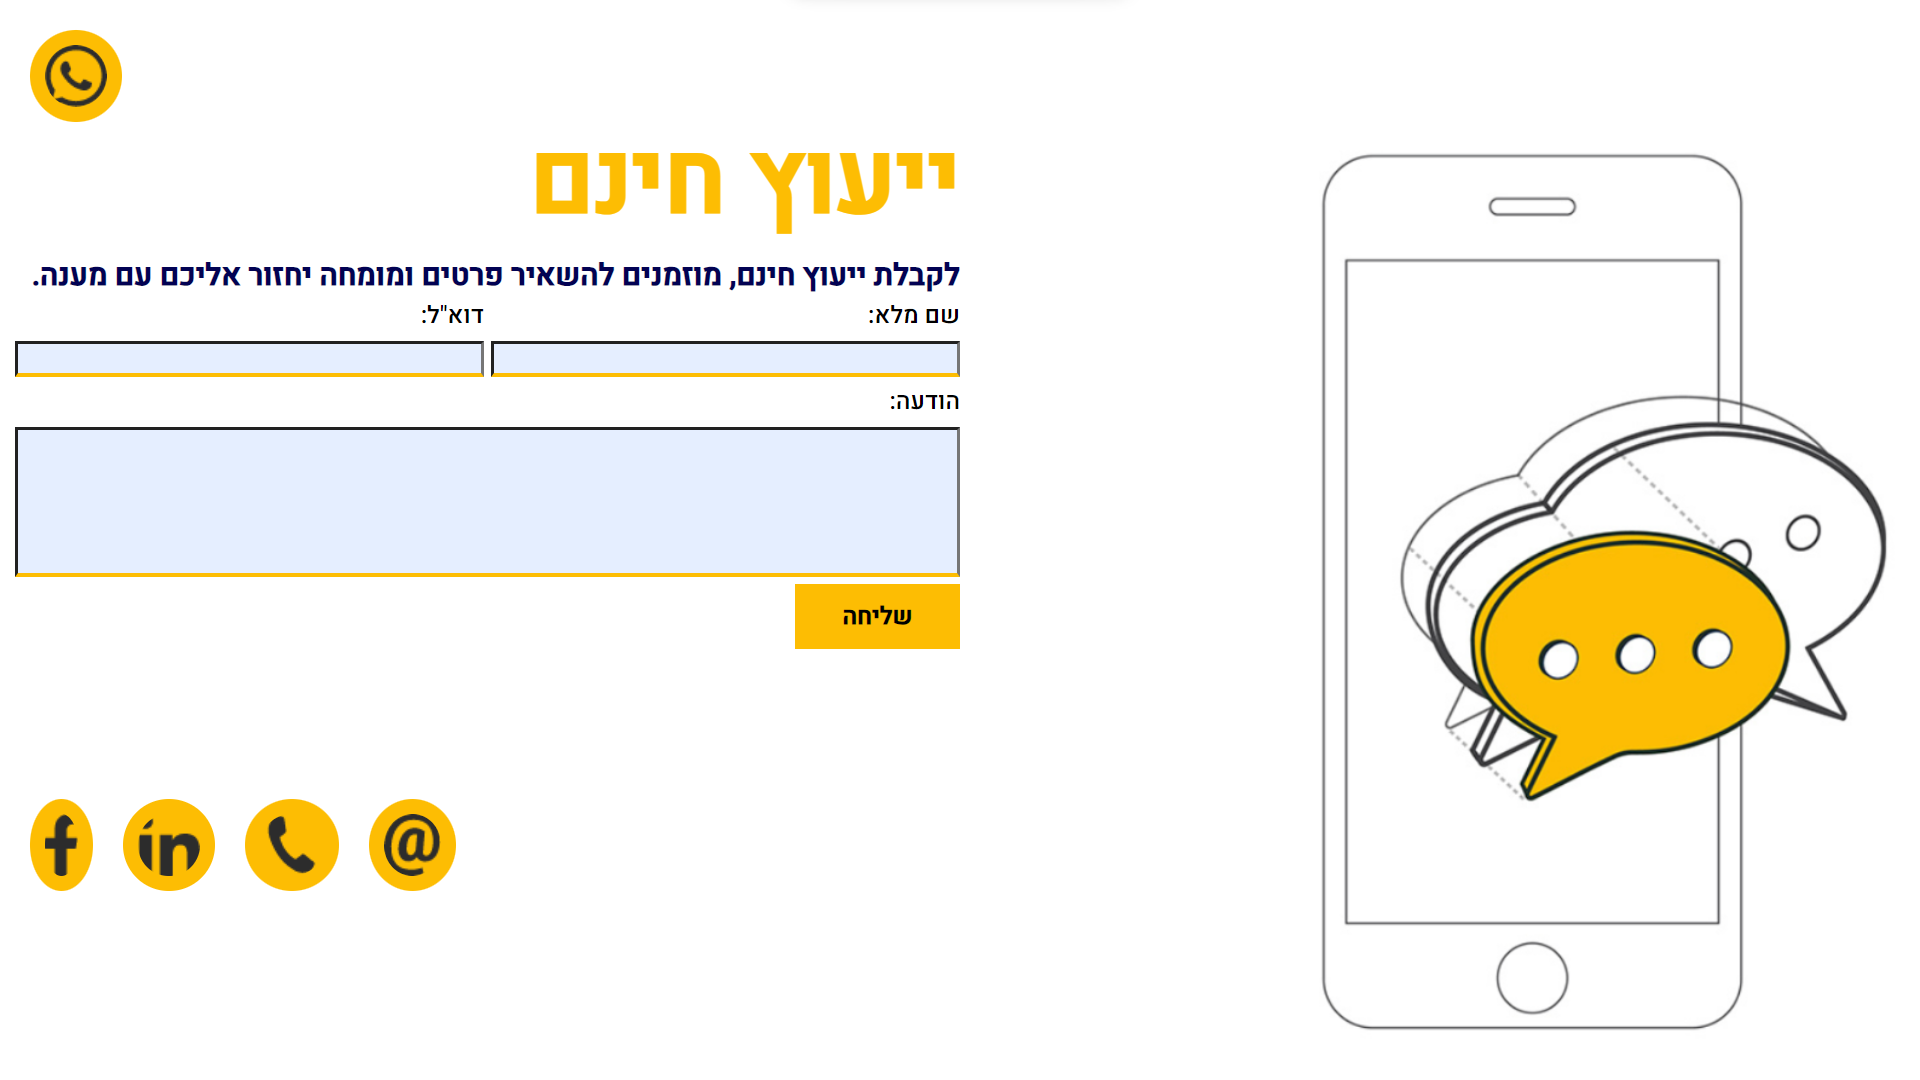 ייעוץ חינם
לקבלת ייעוץ חינם, מוזמנים להשאיר פרטים ומומחה יחזור אליכם עם מענה.
שם מלא:
דוא"ל:
הודעה:
שליחה